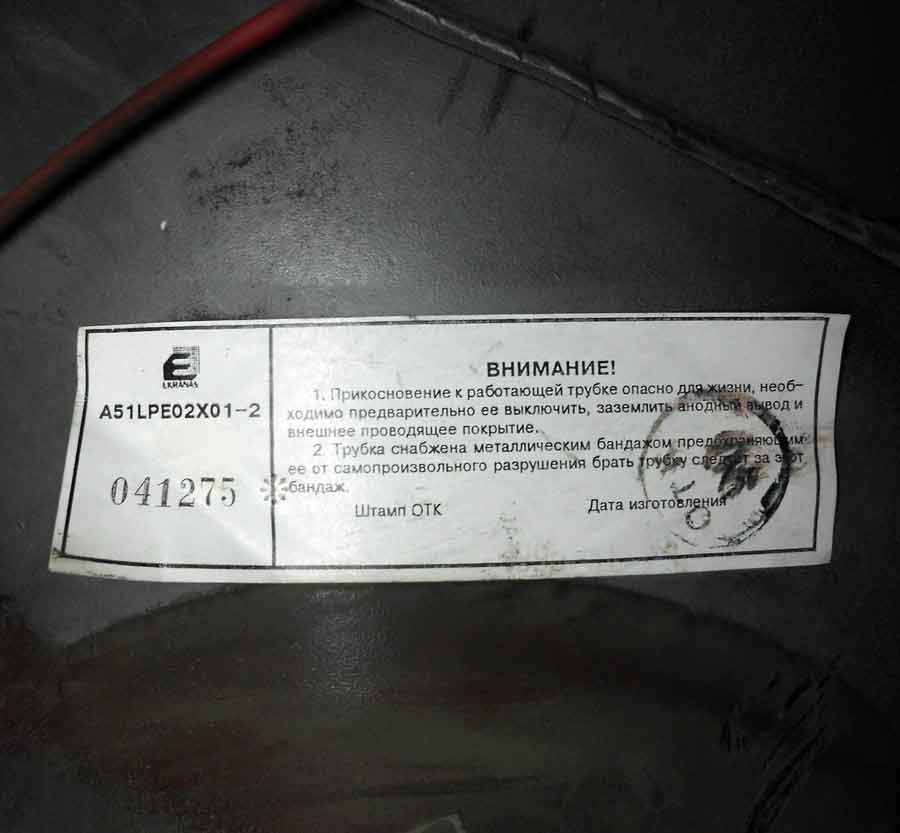 EKRANAS
A51LPE02X01-2
041275 *
ВНИМАНИЕ!
1. Прикосновение к работающей трубке опасно для жизни, необ-
ходимо предварительно ее выключить, заземлить анодный вывод и
внешнее проводящее покрытие.
2. Трубка снабжена металлическим бандажом предохраняющим
ее от самопроизвольного разрушения брать трубку следует за этот
бандаж.
Штамп ОТК Дата изготовления